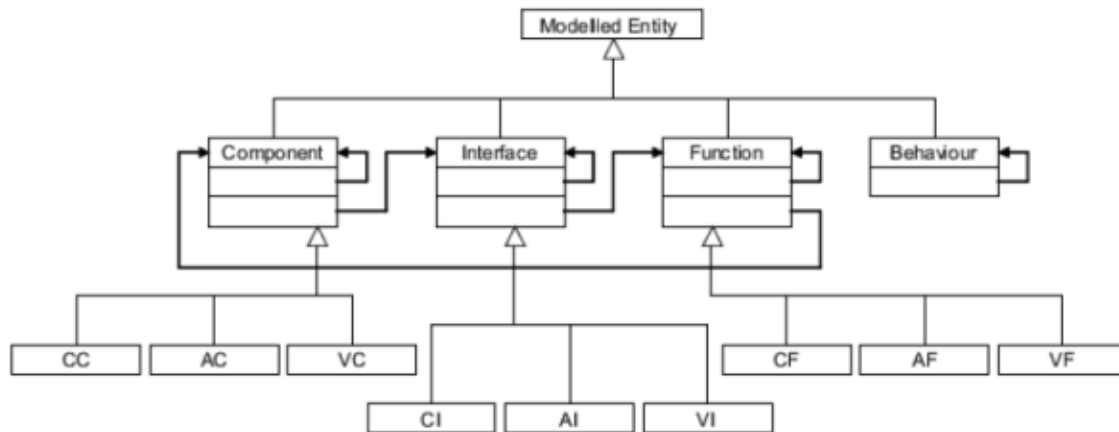 Modelled Entity
Component Interface Function Behaviour
CC AC VC CF AF VF
CI AI VI